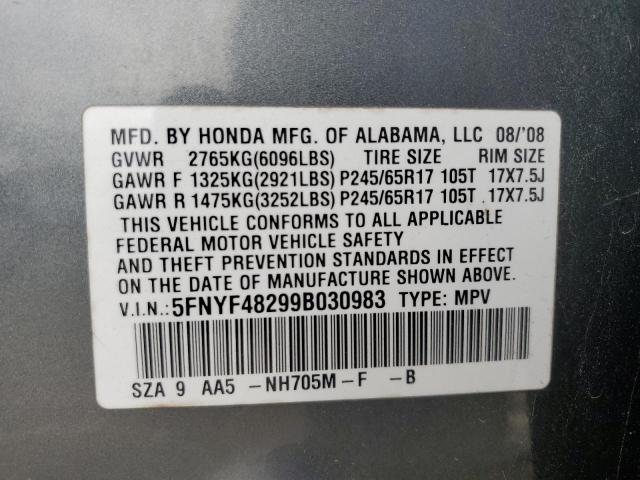 MFD. BY HONDA MFG. OF ALABAMA, LLC 08/'08
GVWR 2765KG(6096LBS) TIRE SIZE RIM SIZE
GAWR F 1325KG(2921LBS) P245/65R17 105T 17X7.5J
GAWR R 1475KG(3252LBS) P245/65R17 105T 17X7.5J
THIS VEHICLE CONFORMS TO ALL APPLICABLE
FEDERAL MOTOR VEHICLE SAFETY
AND THEFT PREVENTION STANDARDS IN EFFECT
ON THE DATE OF MANUFACTURE SHOWN ABOVE.
V.I.N.:5FNYF48299B030983 TYPE: MPV
SZA 9 AA5 -NH705M-F -B